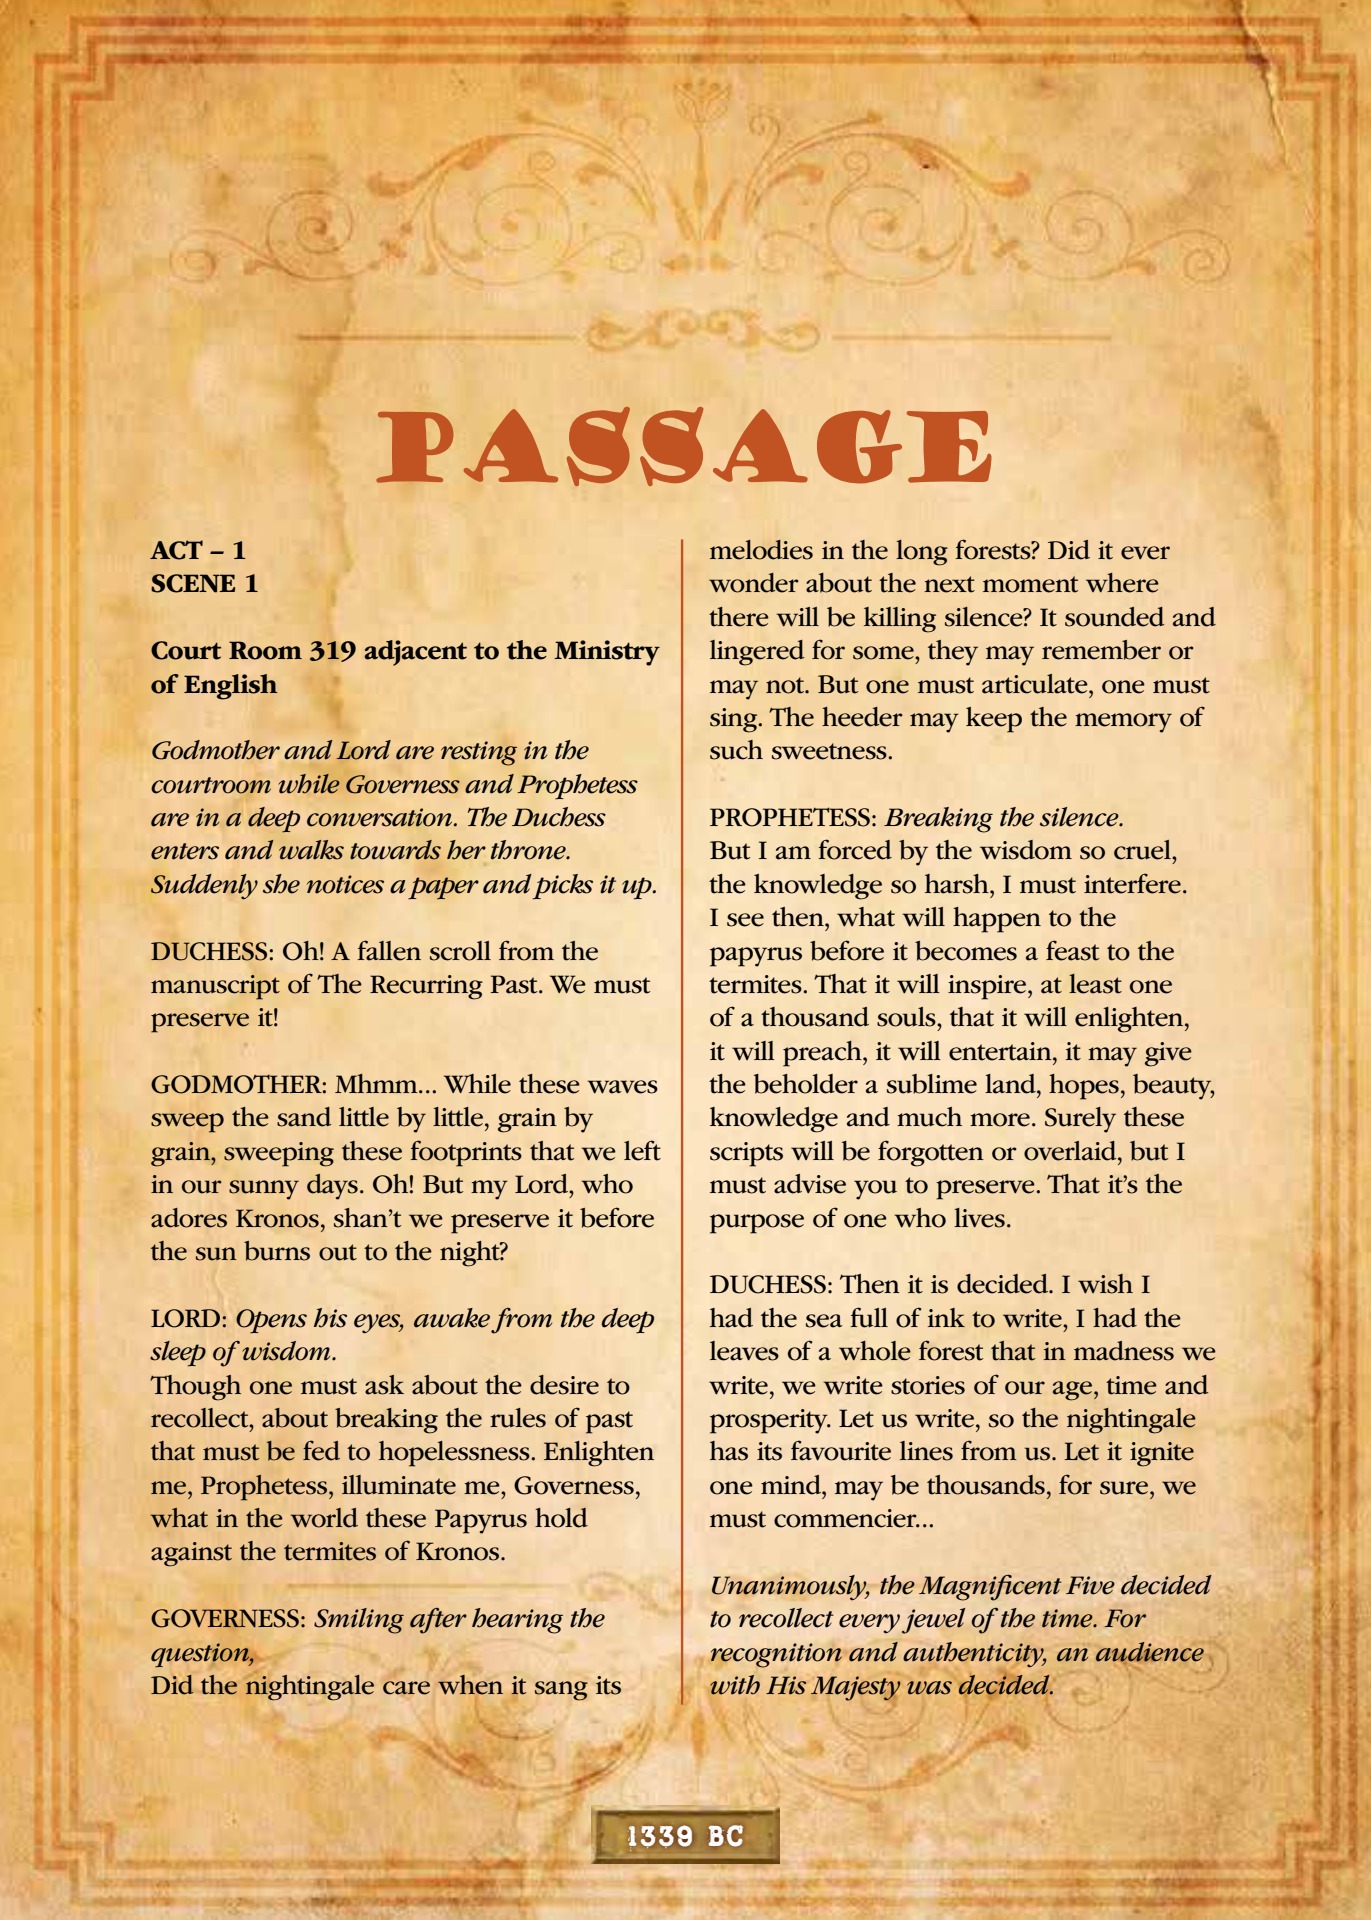 PASSAGE
ACT – 1
SCENE 1
Court Room 319 adjacent to the Ministry
of English
Godmother and Lord are resting in the
courtroom while Governess and Prophetess
are in a deep conversation. The Duchess
enters and walks towards her throne.
Suddenly she notices a paper and picks it up.
DUCHESS: Oh! A fallen scroll from the
manuscript of The Recurring Past. We must
preserve it!
GODMOTHER: Mhmm... While these waves
sweep the sand little by little, grain by
grain, sweeping these footprints that we left
in our sunny days. Oh! But my Lord, who
adores Kronos, shan't we preserve it before
the sun burns out to the night?
LORD: Opens his eyes, awake from the deep
sleep of wisdom.
Though one must ask about the desire to
recollect, about breaking the rules of past
that must be fed to hopelessness. Enlighten
me, Prophetess, illuminate me, Governess,
what in the world these Papyrus hold
against the termites of Kronos.
GOVERNESS: Smiling after hearing the
question,
Did the nightingale care when it sang its
melodies in the long forests? Did it ever
wonder about the next moment where
there will be killing silence? It sounded and
lingered for some, they may remember or
may not. But one must articulate, one must
sing. The heeder may keep the memory of
such sweetness.
PROPHETESS: Breaking the silence.
But I am forced by the wisdom so cruel,
the knowledge so harsh, I must interfere.
I see then, what will happen to the
papyrus before it becomes a feast to the
termites. That it will inspire, at least one
of a thousand souls, that it will enlighten,
it will preach, it will entertain, it may give
the beholder a sublime land, hopes, beauty,
knowledge and much more. Surely these
scripts will be forgotten or overlaid, but I
must advise you to preserve. That it's the
purpose of one who lives.
DUCHESS: Then it is decided. I wish I
had the sea full of ink to write, I had the
leaves of a whole forest that in madness we
write, we write stories of our age, time and
prosperity. Let us write, so the nightingale
has its favourite lines from us. Let it ignite
one mind, may be thousands, for sure, we
must commencier...
Unanimously, the Magnificent Five decided
to recollect every jewel of the time. For
recognition and authenticity, an audience
with His Majesty was decided.
1339 BC